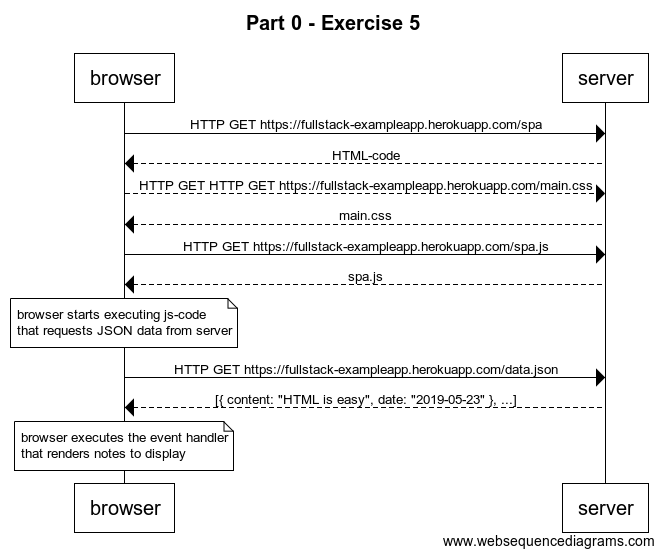 Part 0 - Exercise 5
browser
server
HTTP GET https://fullstack-exampleapp.herokuapp.com/spa
HTML-code
HTTP GET HTTP GET https://fullstack-exampleapp.herokuapp.com/main.css
main.css
HTTP GET https://fullstack-exampleapp.herokuapp.com/spa.js
spa.js
browser starts executing js-code
that requests JSON data from server
HTTP GET https://fullstack-exampleapp.herokuapp.com/data.json
[{ content: "HTML is easy", date: "2019-05-23" }, ...]
browser executes the event handler
that renders notes to display
browser
server
www.websequencediagrams.com